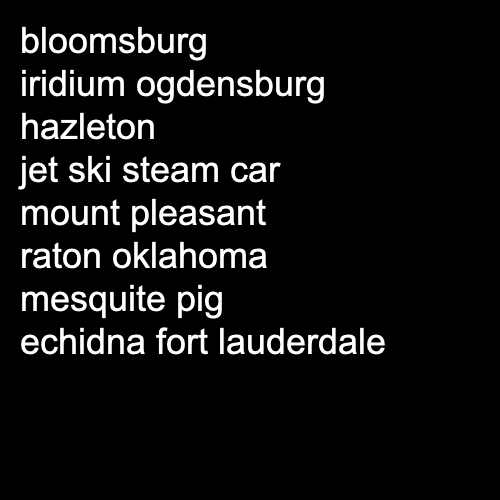 bloomsburg
iridium ogdensburg
hazleton
jet ski steam car
mount pleasant
raton oklahoma
mesquite pig
echidna fort lauderdale